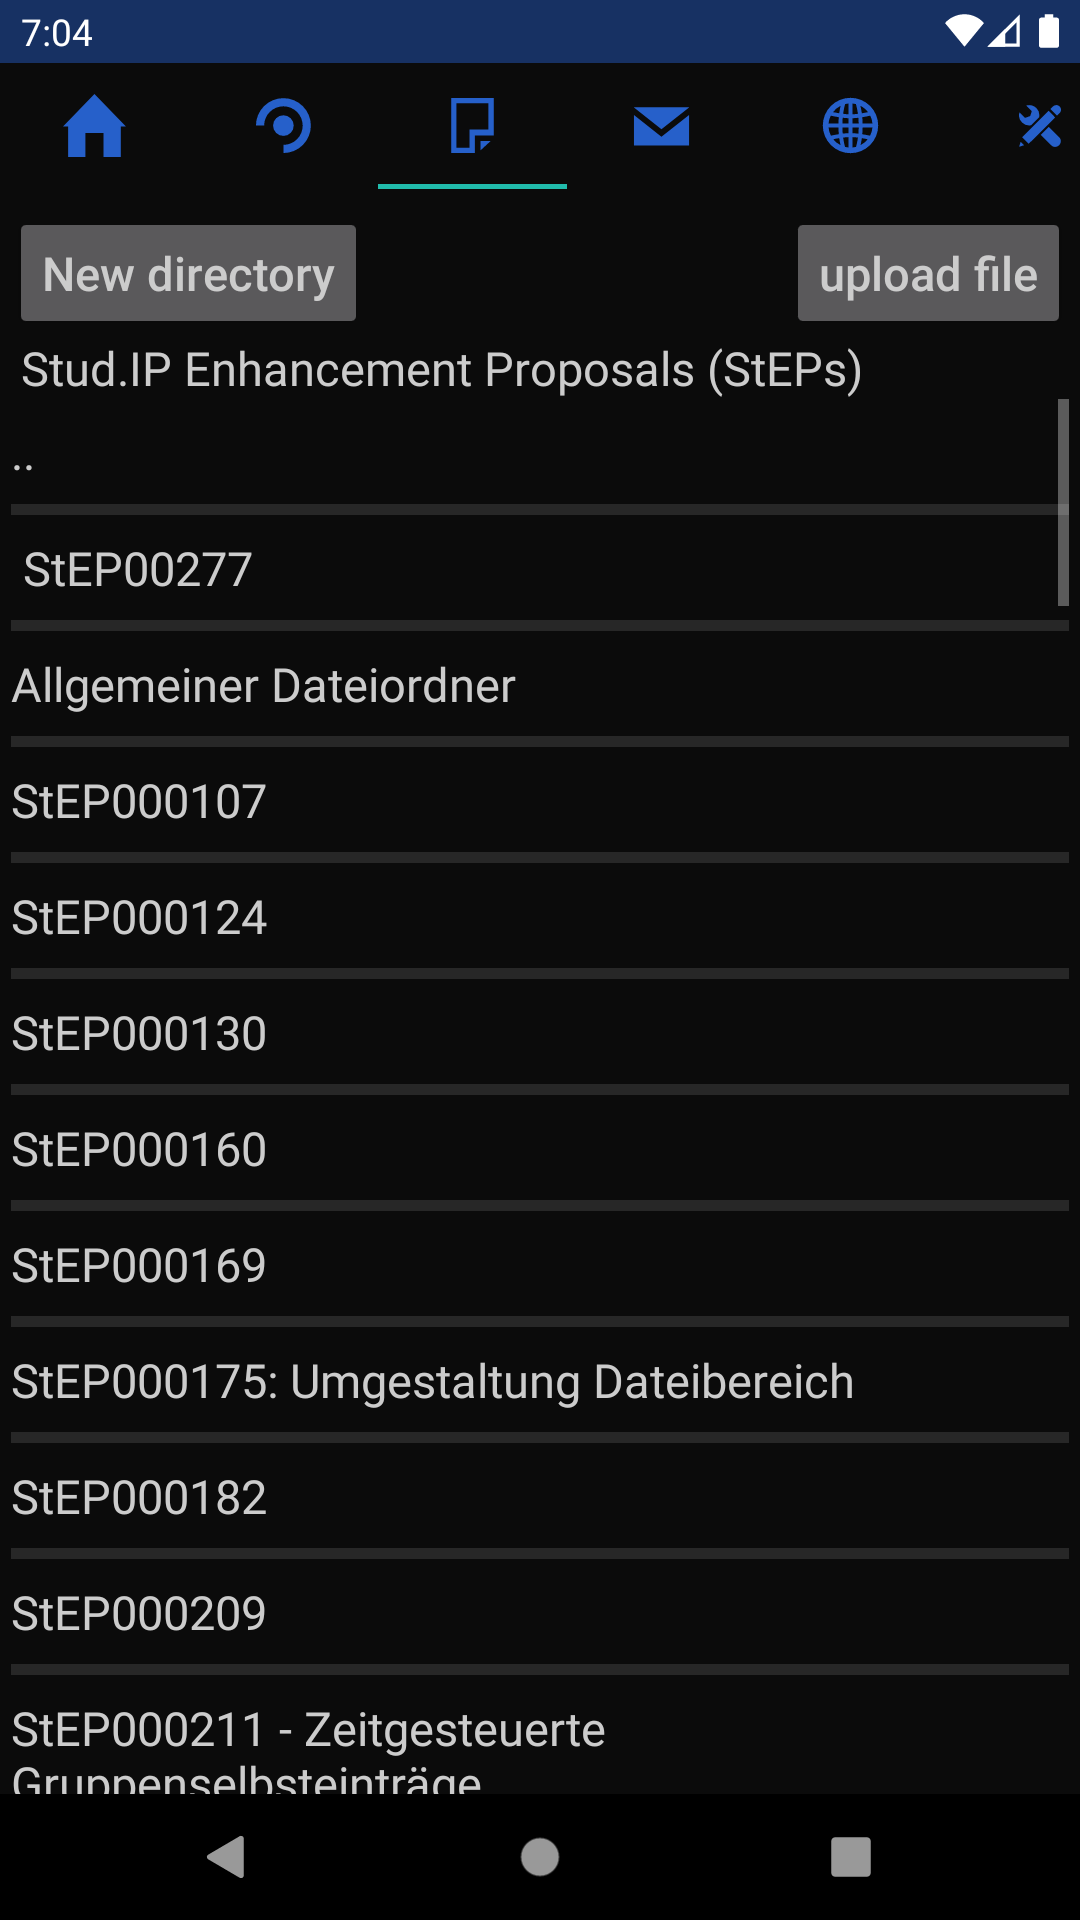 7:04
New directory
upload file
Stud.IP Enhancement Proposals (StEPs)
..
StEP00277
Allgemeiner Dateiordner
StEP000107
StEP000124
StEP000130
StEP000160
StEP000169
StEP000175: Umgestaltung Dateibereich
StEP000182
StEP000209
StEP000211 - Zeitgesteuerte
Gruppenselbsteinträge